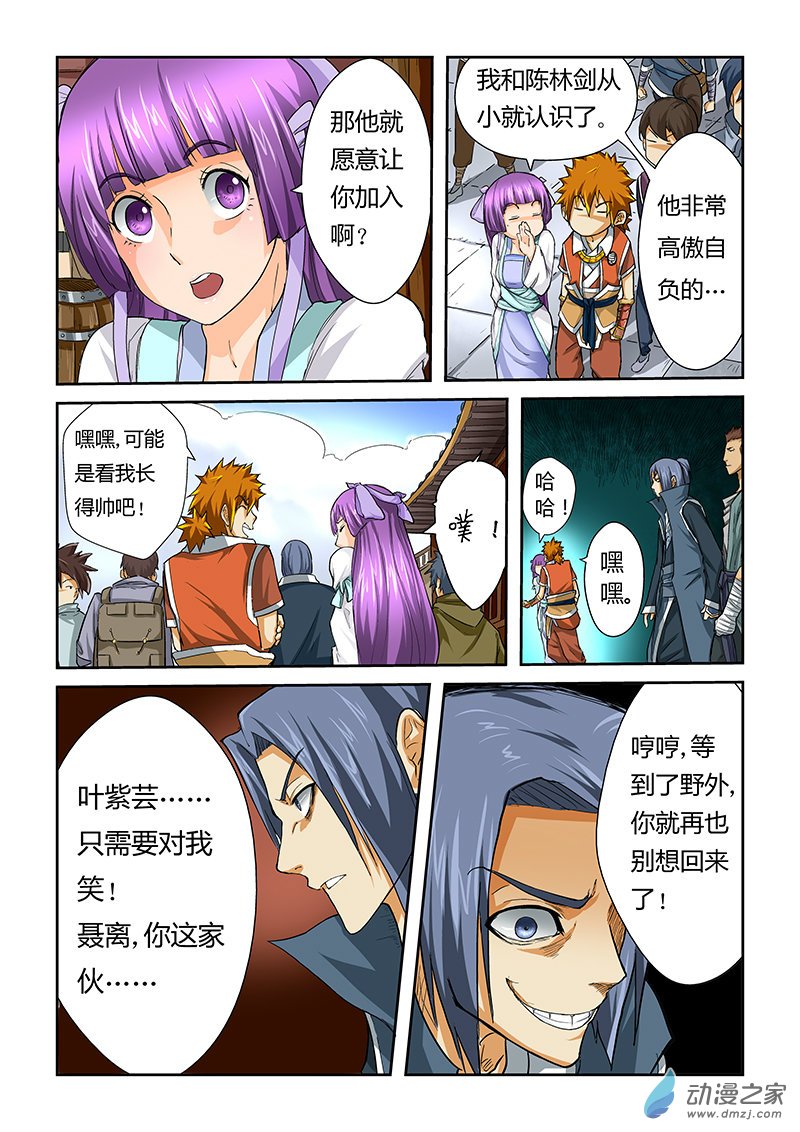 那他就
愿意让
你加入
啊？
我和陈林剑从
小就认识了。
他非常
高傲自
负的…
嘿嘿,可能
是看我长
得帅吧！
噗！
哈
哈！
嘿
嘿。
叶紫芸……
只需要对我
笑！
聂离,你这家
伙……
哼哼,等
到了野外,
你就再也
别想回来
了！
动漫之家
www.dmzj.com